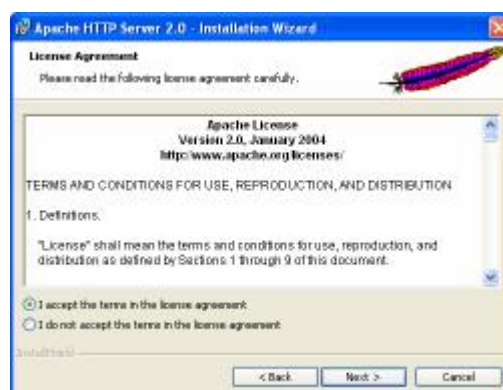 Apache HTTP Server 2.0 - Installation Wizard
License Agreement
Please read the following license agreement carefully.
Apache License
Version 2.0, January 2004
http://www.apache.org/licenses/
TERMS AND CONDITIONS FOR USE, REPRODUCTION, AND DISTRIBUTION
1. Definitions.
"License" shall mean the terms and conditions for use, reproduction, and
distribution as defined by Sections 1 through 9 of this document.
I accept the terms in the license agreement
I do not accept the terms in the license agreement
InstallShield
< Back Next > Cancel